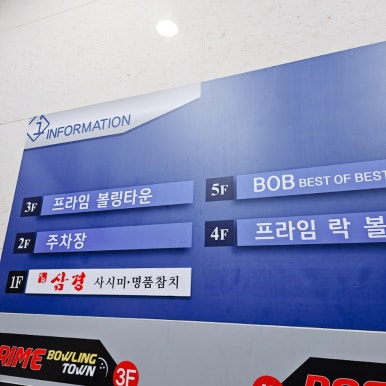 INFORMATION
3F 프라임 볼링타운
2F 주차장
1F 삼경 사시미·명품참치
5F BOB BEST OF BEST
4F 프라임 락 볼
PRIME BOWLING TOWN
3F